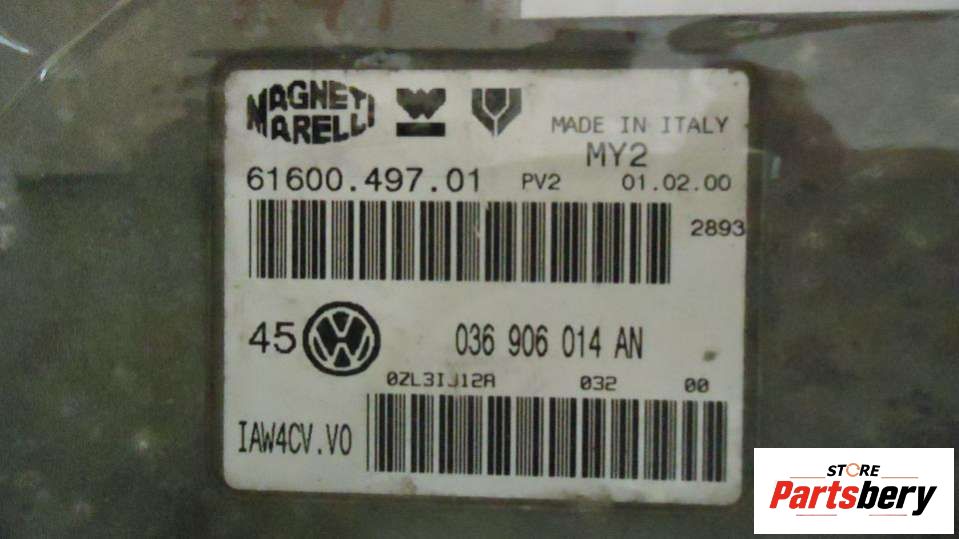 MAGNETI
MARELLI
MADE IN ITALY
MY2
61600.497.01 PV2 01.02.00
2893
45 VW 036 906 014 AN
0ZL3IJ12A 032 00
IAW4CV.V0
STORE
Partsbery